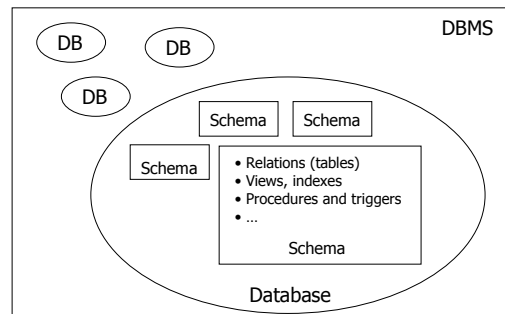 DBMS
DB
DB
DB
Schema
Schema
Schema
• Relations (tables)
• Views, indexes
• Procedures and triggers
• ...
Schema
Database